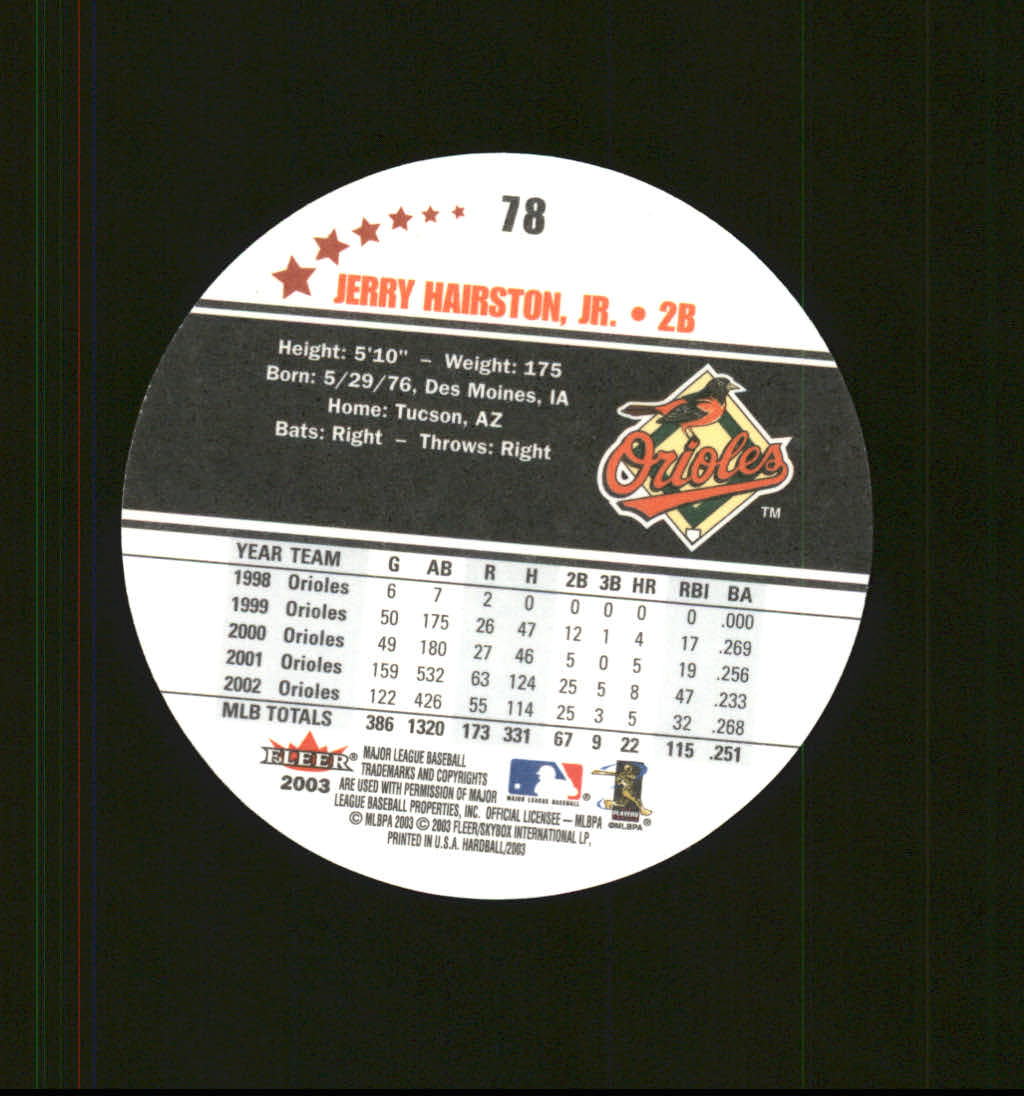 78
JERRY HAIRSTON, JR. • 2B
Height: 5'10" – Weight: 175
Born: 5/29/76, Des Moines, IA
Home: Tucson, AZ
Bats: Right – Throws: Right
Orioles
TM
YEAR TEAM G AB R H 2B 3B HR RBI BA
1998 Orioles 6 7 2 0 0 0 0 0 .000
1999 Orioles 50 175 26 47 12 1 4 17 .269
2000 Orioles 49 180 27 46 5 0 5 19 .256
2001 Orioles 159 532 63 124 25 5 8 47 .233
2002 Orioles 122 426 55 114 25 3 5 32 .268
MLB TOTALS 386 1320 173 331 67 9 22 115 .251
FLEER®
2003
MAJOR LEAGUE BASEBALL
TRADEMARKS AND COPYRIGHTS
ARE USED WITH PERMISSION OF MAJOR
LEAGUE BASEBALL PROPERTIES, INC. OFFICIAL LICENSEE – MLBPA
© MLBPA 2003 © 2003 FLEER/SKYBOX INTERNATIONAL LP,
PRINTED IN U.S.A. HARDBALL/2003
MAJOR LEAGUE BASEBALL ®
PLAYERS
©MLBPA ®